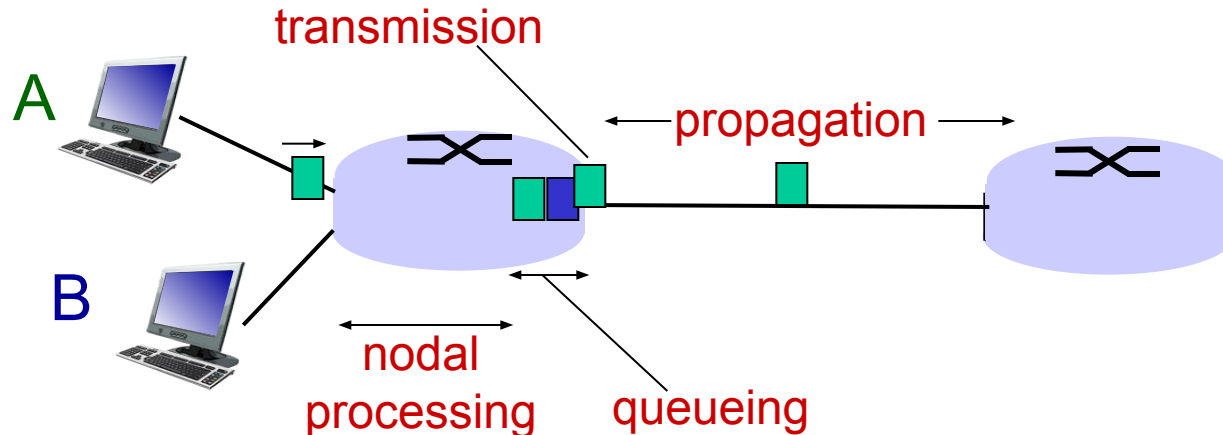 transmission
A
propagation
B
nodal
processing
queueing